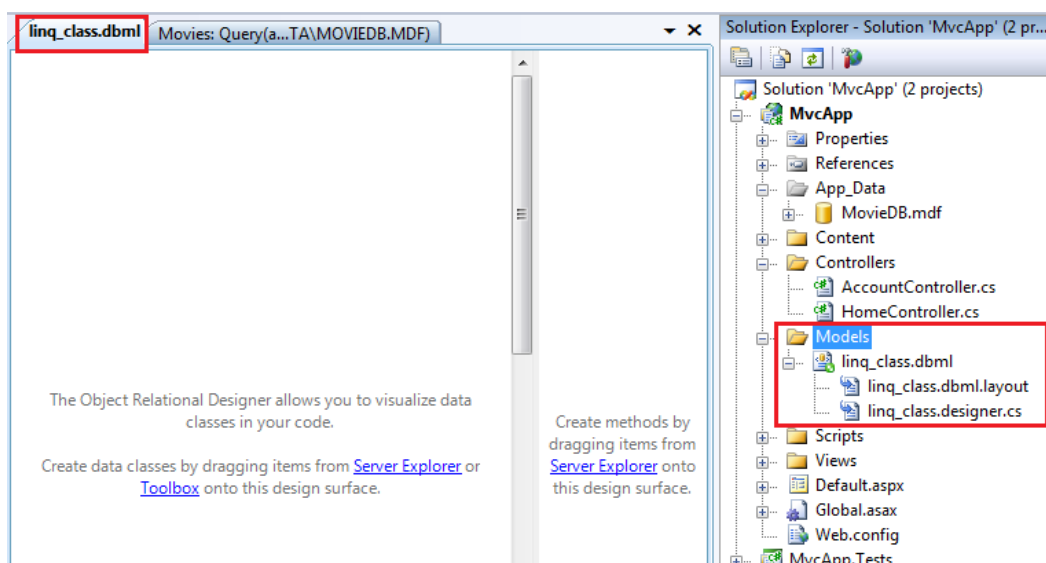 linq_class.dbml
Movies: Query(a...TA\MOVIEDB.MDF)
The Object Relational Designer allows you to visualize data
classes in your code.
Create data classes by dragging items from Server Explorer or
Toolbox onto this design surface.
Create methods by
dragging items from
Server Explorer onto
this design surface.
Solution Explorer - Solution 'MvcApp' (2 pr...
Solution 'MvcApp' (2 projects)
MvcApp
Properties
References
App_Data
MovieDB.mdf
Content
Controllers
AccountController.cs
HomeController.cs
Models
linq_class.dbml
linq_class.dbml.layout
linq_class.designer.cs
Scripts
Views
Default.aspx
Global.asax
Web.config
MvcApp.Tests